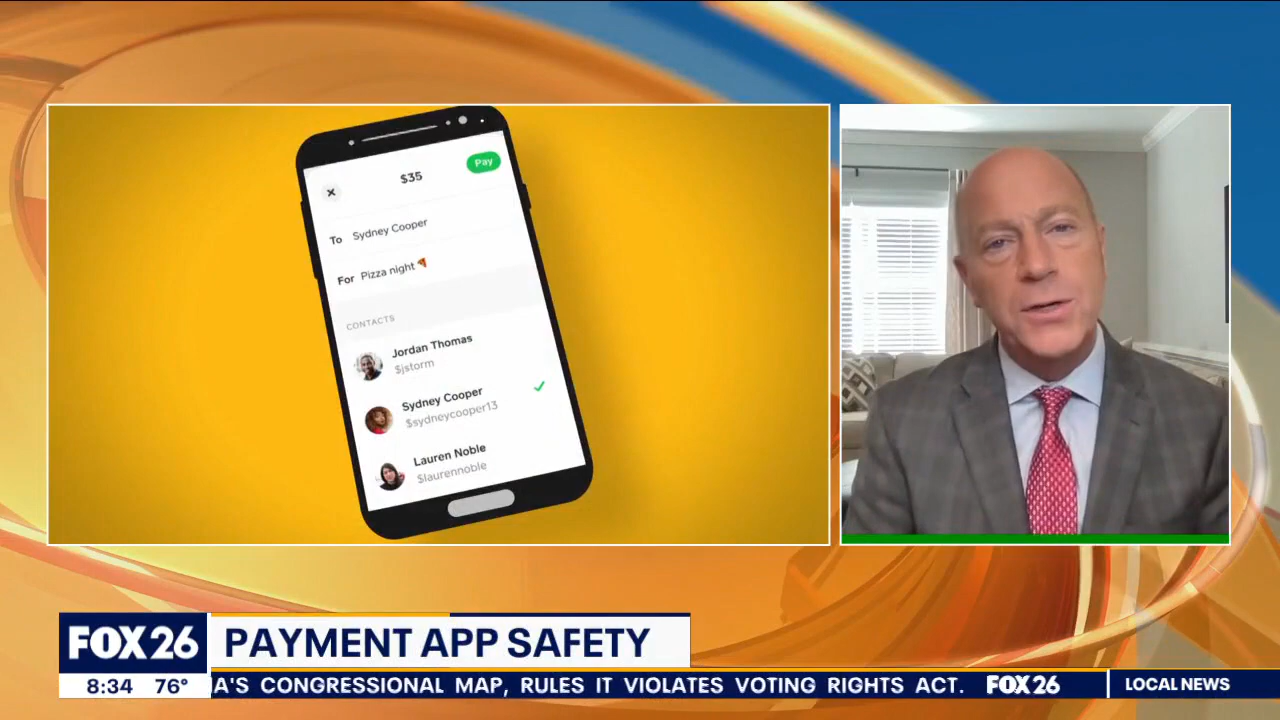 $35
Pay
To Sydney Cooper
For Pizza night
CONTACTS
Jordan Thomas
$jstorm
Sydney Cooper
$sydneycooper13
Lauren Noble
$laurennoble
FOX 26
PAYMENT APP SAFETY
8:34 76° A'S CONGRESSIONAL MAP, RULES IT VIOLATES VOTING RIGHTS ACT. FOX 26 LOCAL NEWS